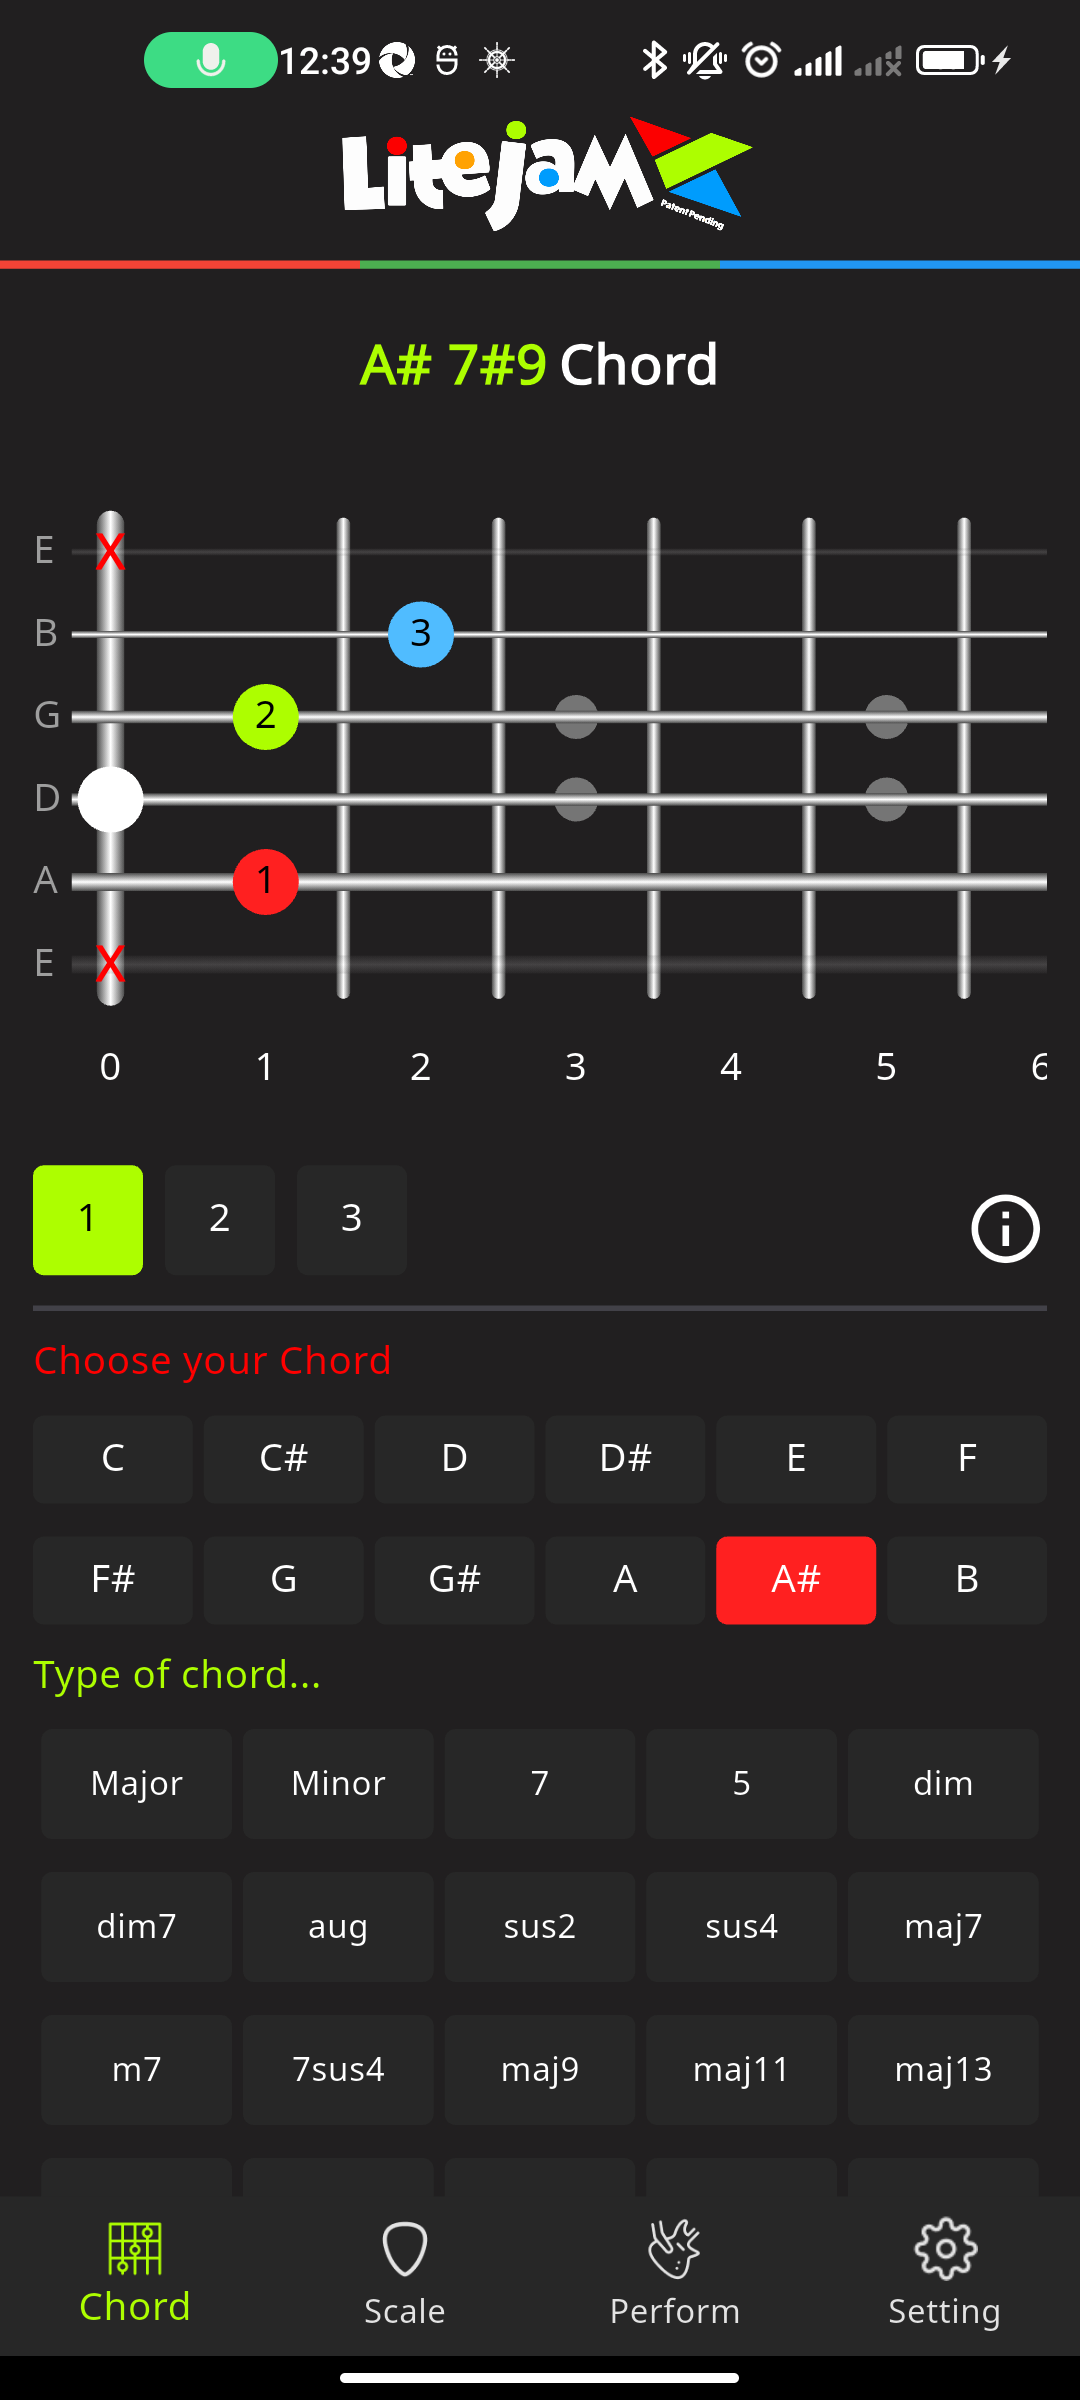 12:39
Litejam
Patent Pending
A# 7#9 Chord
E X
B 3
G 2
D
A 1
E X
0 1 2 3 4 5 6
1 2 3
Choose your Chord
C C# D D# E F
F# G G# A A# B
Type of chord...
Major Minor 7 5 dim
dim7 aug sus2 sus4 maj7
m7 7sus4 maj9 maj11 maj13
Chord Scale Perform Setting